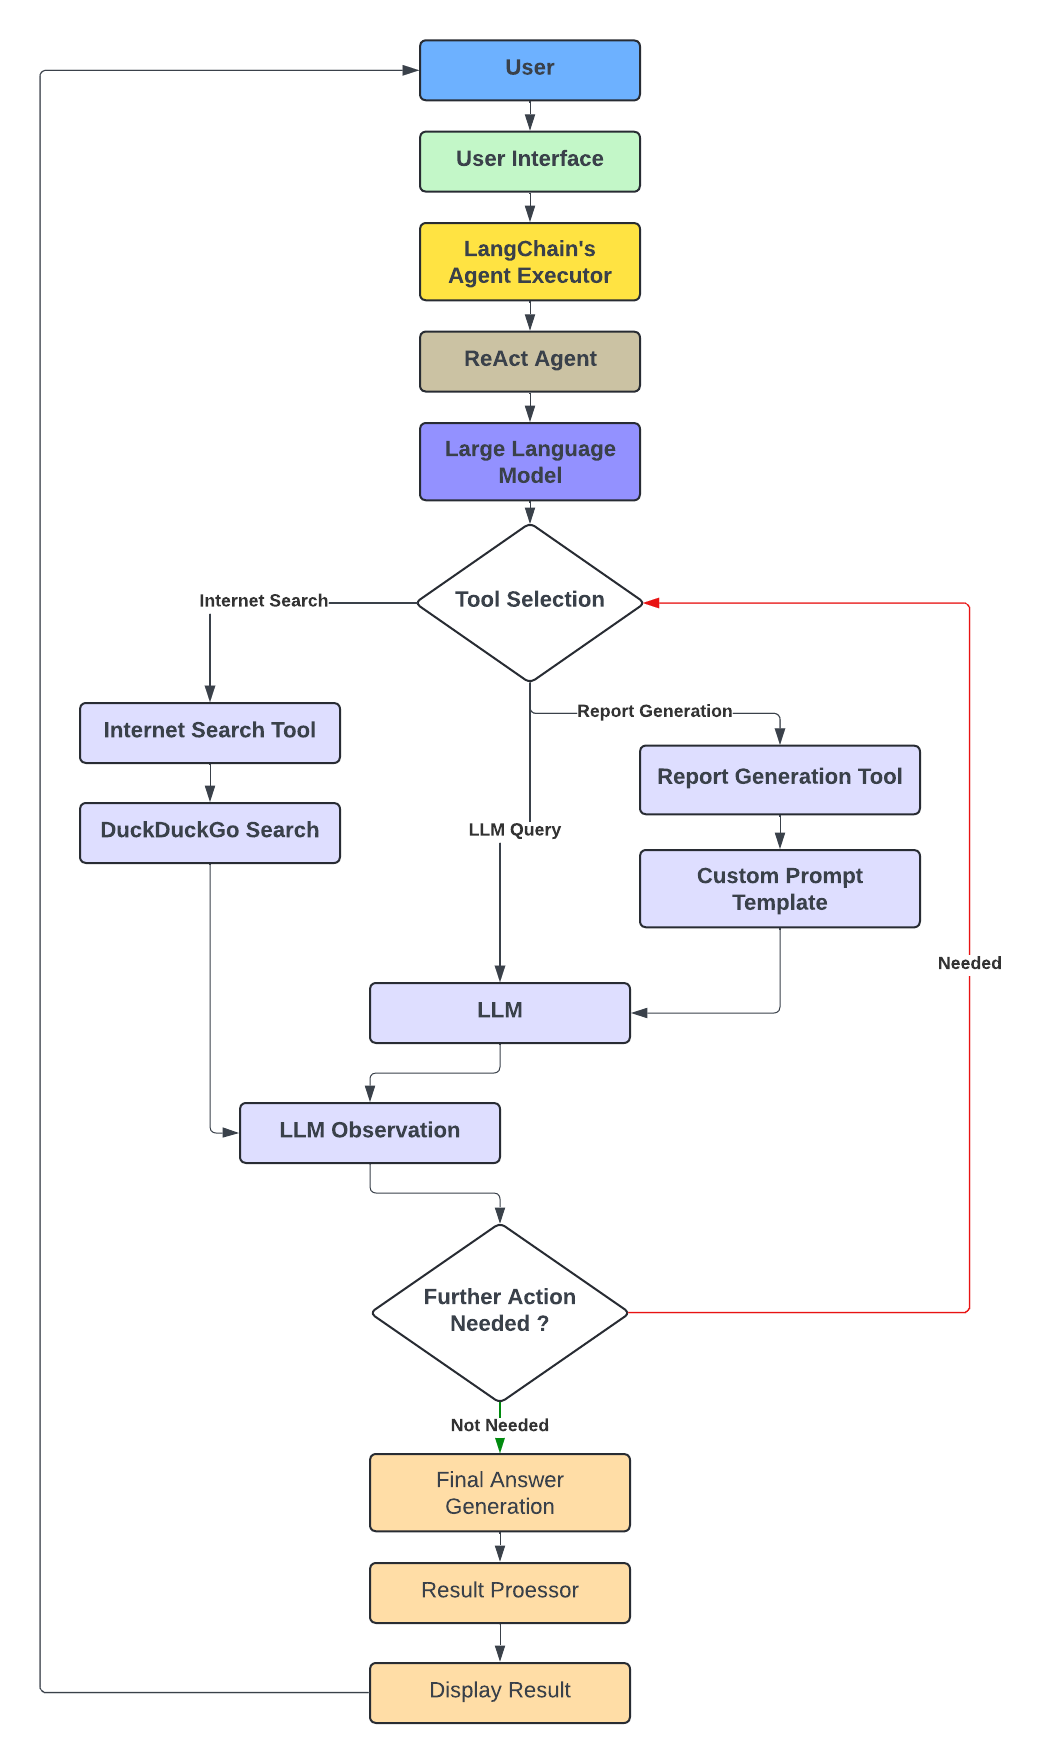 User
User Interface
LangChain's
Agent Executor
ReAct Agent
Large Language
Model
Tool Selection
Internet Search
Report Generation
Internet Search Tool
Report Generation Tool
DuckDuckGo Search
LLM Query
Custom Prompt
Template
Needed
LLM
LLM Observation
Further Action
Needed ?
Not Needed
Final Answer
Generation
Result Proessor
Display Result